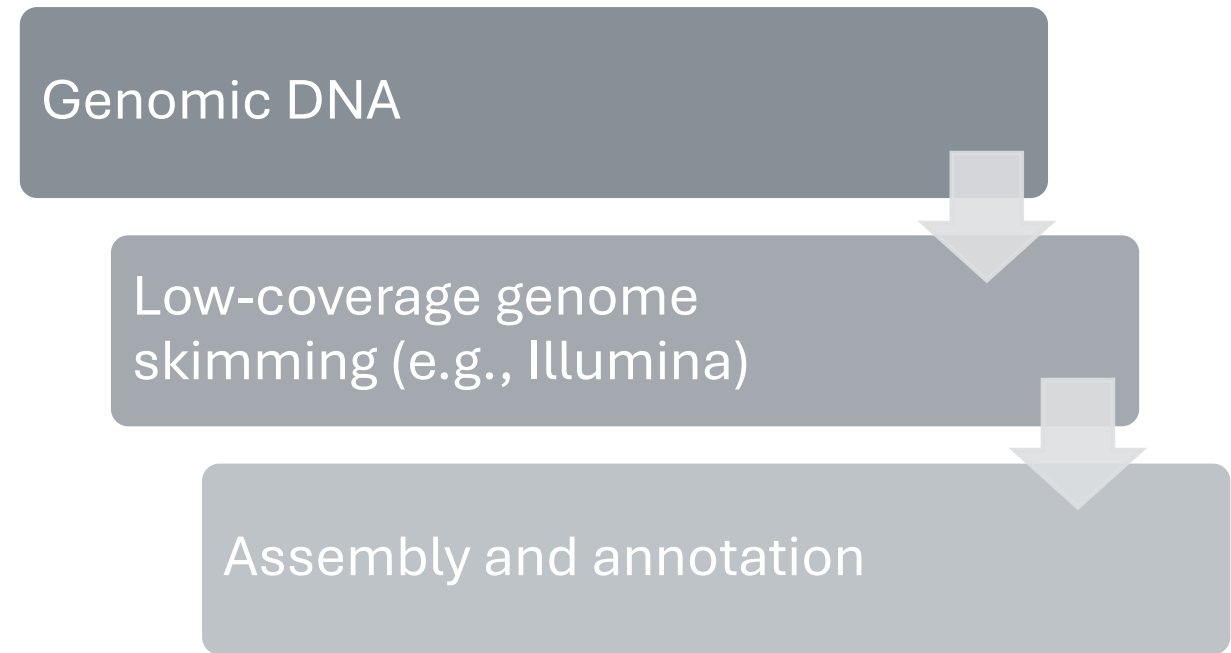 Genomic DNA
Low-coverage genome
skimming (e.g., Illumina)
Assembly and annotation